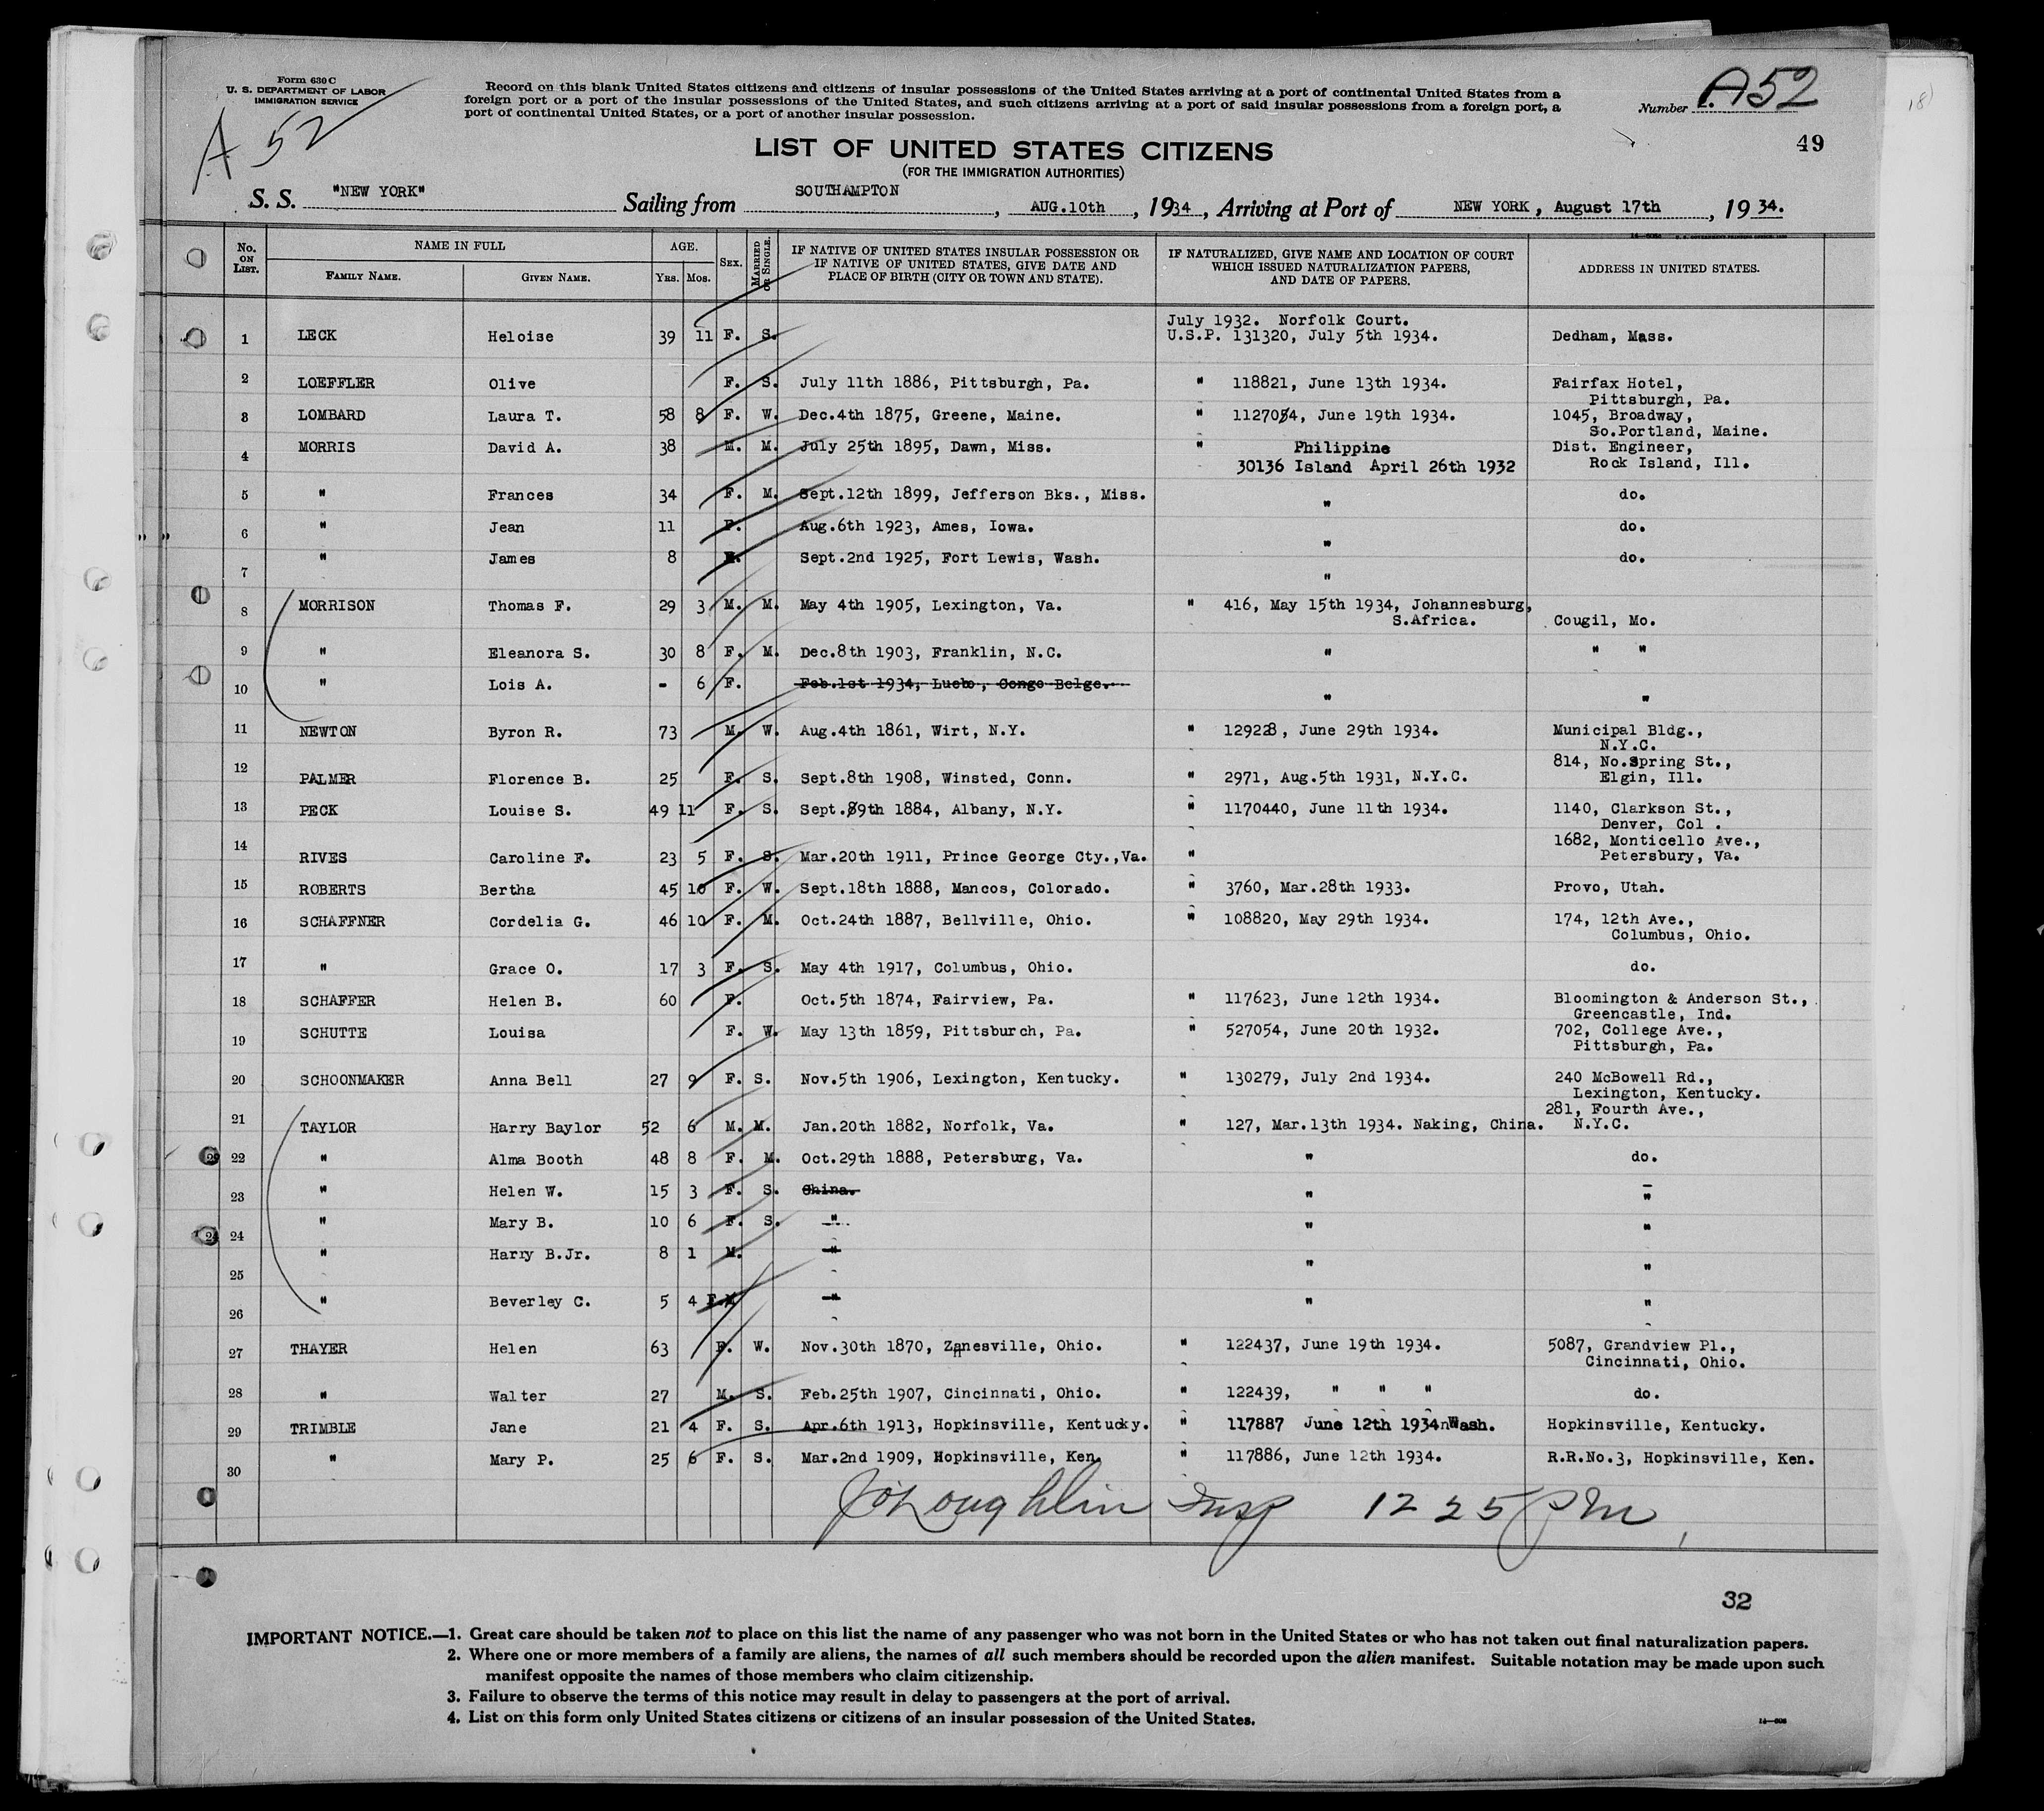 Form 630 C
U. S. DEPARTMENT OF LABOR
IMMIGRATION SERVICE
A 52
Record on this blank United States citizens and citizens of insular possessions of the United States arriving at a port of continental United States from a
foreign port or a port of the insular possessions of the United States, and such citizens arriving at a port of said insular possessions from a foreign port, a
port of continental United States, or a port of another insular possession.
Number A52
49
LIST OF UNITED STATES CITIZENS
(FOR THE IMMIGRATION AUTHORITIES)
S. S. "NEW YORK" Sailing from SOUTHAMPTON, AUG.10th, 1934, Arriving at Port of NEW YORK, August 17th, 1934.
No. ON LIST. NAME IN FULL FAMILY NAME. GIVEN NAME. AGE. Yrs. Mos. SEX. MARRIED OR SINGLE. IF NATIVE OF UNITED STATES INSULAR POSSESSION OR IF NATIVE OF UNITED STATES, GIVE DATE AND PLACE OF BIRTH (CITY OR TOWN AND STATE). IF NATURALIZED, GIVE NAME AND LOCATION OF COURT WHICH ISSUED NATURALIZATION PAPERS, AND DATE OF PAPERS. ADDRESS IN UNITED STATES.
July 1932. Norfolk Court.
1 LECK Heloise 39 11 F. S. U.S.P. 131320, July 5th 1934. Dedham, Mass.
2 LOEFFLER Olive F. S. July 11th 1886, Pittsburgh, Pa. " 118821, June 13th 1934. Fairfax Hotel,
Pittsburgh, Pa.
3 LOMBARD Laura T. 58 8 F. W. Dec.4th 1875, Greene, Maine. " 1127054, June 19th 1934. 1045, Broadway,
So.Portland, Maine.
4 MORRIS David A. 38 M. M. July 25th 1895, Dawn, Miss. " Philippine Dist. Engineer,
30136 Island April 26th 1932 Rock Island, Ill.
5 " Frances 34 F. M. Sept.12th 1899, Jefferson Bks., Miss. " do.
6 " Jean 11 F. Aug.6th 1923, Ames, Iowa. " do.
7 " James 8 M. Sept.2nd 1925, Fort Lewis, Wash. " do.
8 MORRISON Thomas F. 29 3 M. M. May 4th 1905, Lexington, Va. " 416, May 15th 1934, Johannesburg,
S.Africa. Cougil, Mo.
9 " Eleanora S. 30 8 F. M. Dec.8th 1903, Franklin, N.C. " " "
10 " Lois A. - 6 F. Feb.1st 1934, Luebo, Congo Belge. " "
11 NEWTON Byron R. 73 M. W. Aug.4th 1861, Wirt, N.Y. " 129228, June 29th 1934. Municipal Bldg.,
N.Y.C.
12 PALMER Florence B. 25 F. S. Sept.8th 1908, Winsted, Conn. " 2971, Aug.5th 1931, N.Y.C. 814, No.Spring St.,
Elgin, Ill.
13 PECK Louise S. 49 11 F. S. Sept.89th 1884, Albany, N.Y. " 1170440, June 11th 1934. 1140, Clarkson St.,
Denver, Col .
14 RIVES Caroline F. 23 5 F. S. Mar.20th 1911, Prince George Cty.,Va. " 1682, Monticello Ave.,
Petersbury, Va.
15 ROBERTS Bertha 45 10 F. W. Sept.18th 1888, Mancos, Colorado. " 3760, Mar.28th 1933. Provo, Utah.
16 SCHAFFNER Cordelia G. 46 10 F. M. Oct.24th 1887, Bellville, Ohio. " 108820, May 29th 1934. 174, 12th Ave.,
Columbus, Ohio.
17 " Grace O. 17 3 F. S. May 4th 1917, Columbus, Ohio. do.
18 SCHAFFER Helen B. 60 F. Oct.5th 1874, Fairview, Pa. " 117623, June 12th 1934. Bloomington & Anderson St.,
Greencastle, Ind.
19 SCHUTTE Louisa F. W. May 13th 1859, Pittsburch, Pa. " 527054, June 20th 1932. 702, College Ave.,
Pittsburgh, Pa.
20 SCHOONMAKER Anna Bell 27 9 F. S. Nov.5th 1906, Lexington, Kentucky. " 130279, July 2nd 1934. 240 McBowell Rd.,
Lexington, Kentucky.
281, Fourth Ave.,
21 TAYLOR Harry Baylor 52 6 M. M. Jan.20th 1882, Norfolk, Va. " 127, Mar.13th 1934. Naking, China. N.Y.C.
22 " Alma Booth 48 8 F. M. Oct.29th 1888, Petersburg, Va. " do.
23 " Helen W. 15 3 F. S. China. " "
24 " Mary B. 10 6 F. S. " " "
25 " Harry B.Jr. 8 1 M. " " "
26 " Beverley C. 5 4 F. " " "
27 THAYER Helen 63 F. W. Nov.30th 1870, Zanesville, Ohio. " 122437, June 19th 1934. 5087, Grandview Pl.,
Cincinnati, Ohio.
28 " Walter 27 M. S. Feb.25th 1907, Cincinnati, Ohio. " 122439, " " " do.
29 TRIMBLE Jane 21 4 F. S. Apr.6th 1913, Hopkinsville, Kentucky. " 117887 June 12th 1934nWash. Hopkinsville, Kentucky.
30 " Mary P. 25 6 F. S. Mar.2nd 1909, Hopkinsville, Ken. " 117886, June 12th 1934. R.R.No.3, Hopkinsville, Ken.
JO'Loughlin Insp 12 25 PM
32
IMPORTANT NOTICE.—1. Great care should be taken not to place on this list the name of any passenger who was not born in the United States or who has not taken out final naturalization papers.
2. Where one or more members of a family are aliens, the names of all such members should be recorded upon the alien manifest. Suitable notation may be made upon such
manifest opposite the names of those members who claim citizenship.
3. Failure to observe the terms of this notice may result in delay to passengers at the port of arrival.
4. List on this form only United States citizens or citizens of an insular possession of the United States.